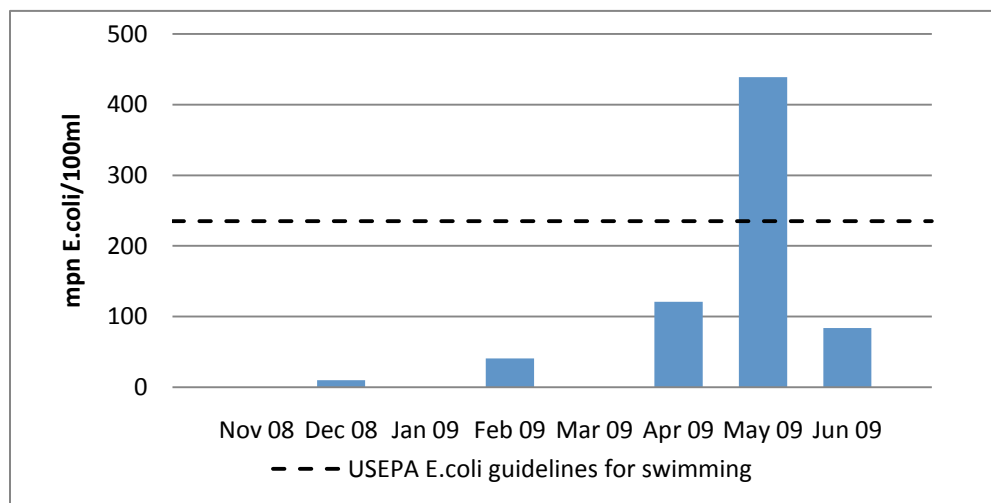 500
400
300
200
100
0
mpn E.coli/100ml
Nov 08 Dec 08 Jan 09 Feb 09 Mar 09 Apr 09 May 09 Jun 09
USEPA E.coli guidelines for swimming